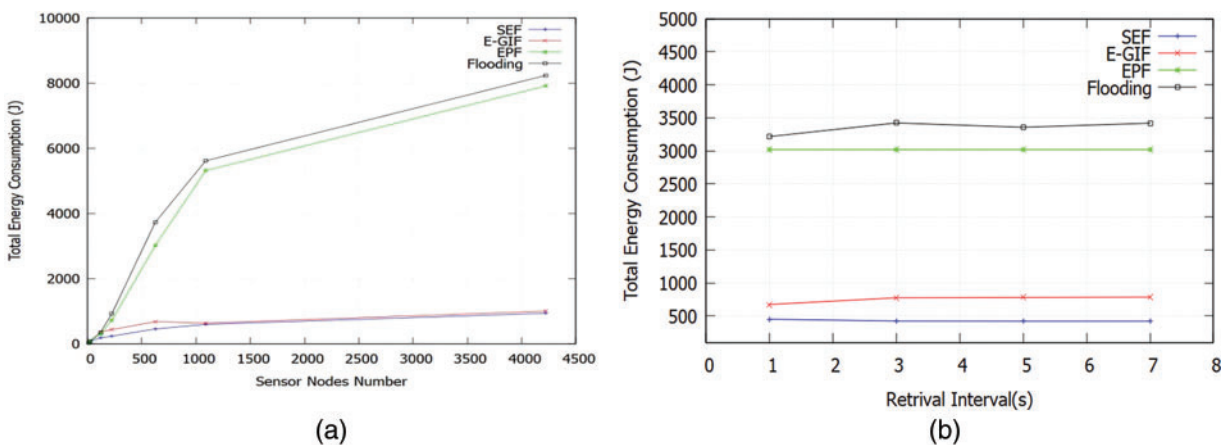 10000
8000
6000
4000
2000
0
Total Energy Consumption (J)
SEF
E-GIF
EPF
Flooding
0 500 1000 1500 2000 2500 3000 3500 4000 4500
Sensor Nodes Number
(a)
5000
4500
4000
3500
3000
2500
2000
1500
1000
500
Total Energy Consumption (J)
SEF
E-GIF
EPF
Flooding
0 1 2 3 4 5 6 7 8
Retrival Interval(s)
(b)